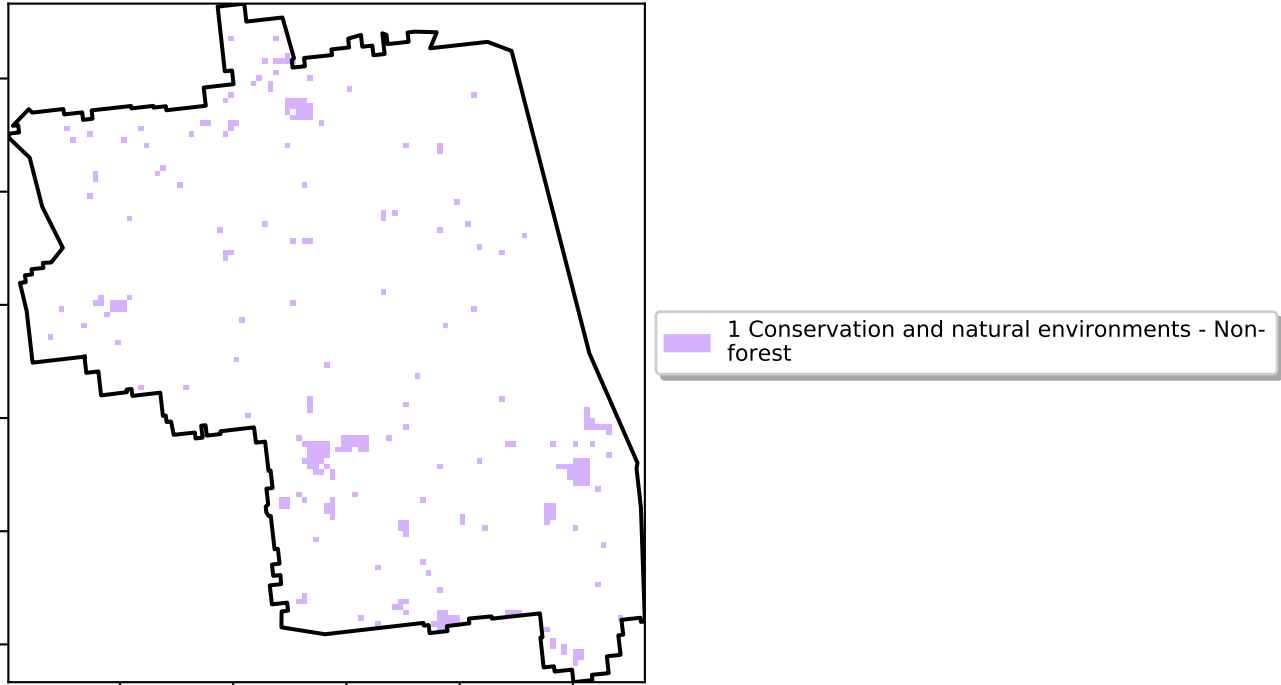 1 Conservation and natural environments - Non-
forest